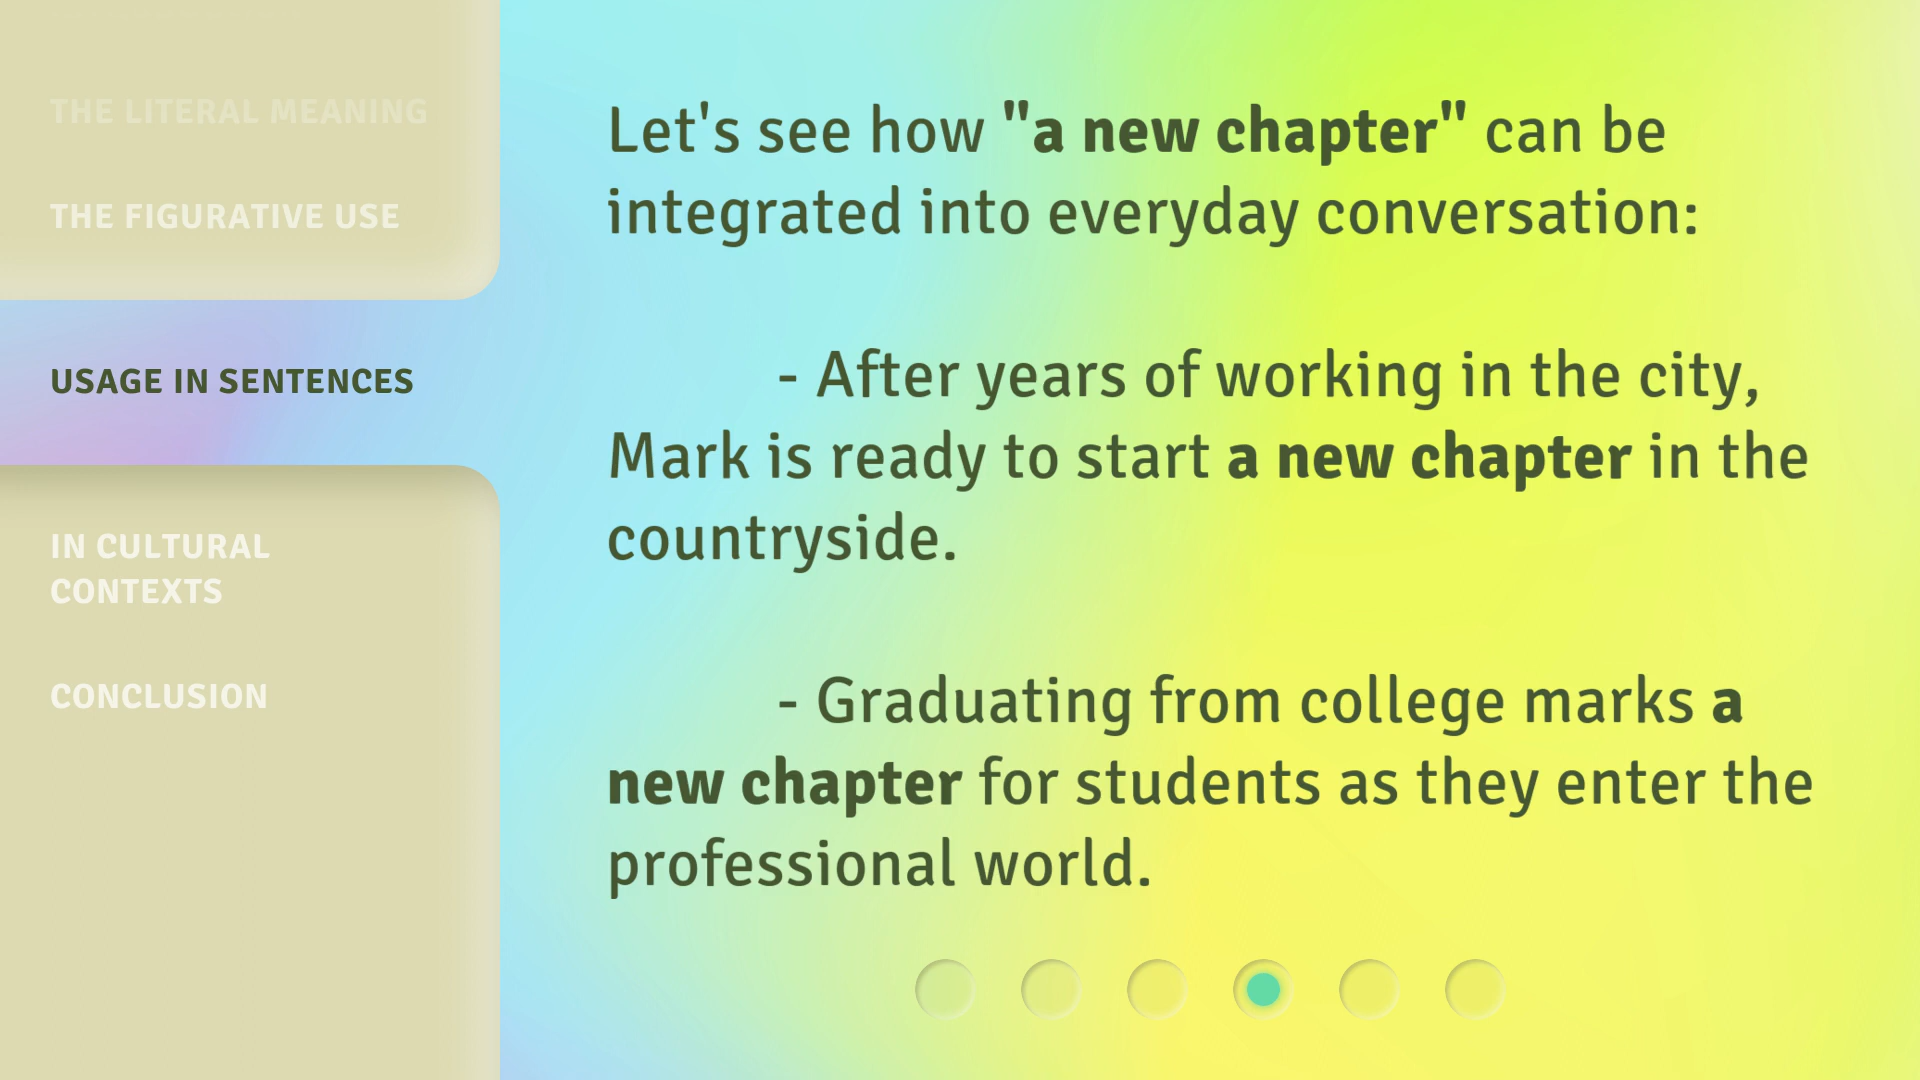 THE LITERAL MEANING
THE FIGURATIVE USE
USAGE IN SENTENCES
IN CULTURAL
CONTEXTS
CONCLUSION
Let's see how "a new chapter" can be
integrated into everyday conversation:
- After years of working in the city,
Mark is ready to start a new chapter in the
countryside.
- Graduating from college marks a
new chapter for students as they enter the
professional world.